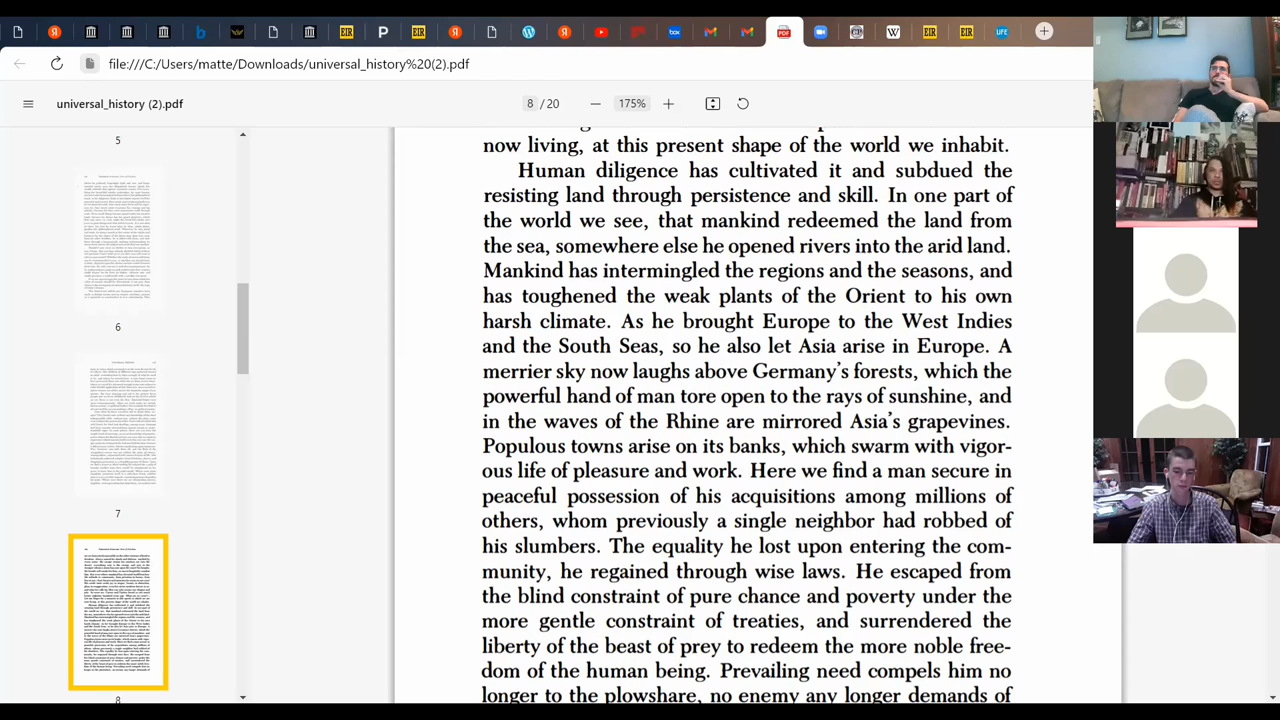 EIR
P
EIR
box
PDF
W
EIR
EIR
LIFE
file:///C:/Users/matte/Downloads/universal_history%20(2).pdf
universal_history (2).pdf
8 / 20
175%
5
6
7
8
now living, at this present shape of the world we inhabit.
Human diligence has cultivated it and subdued the
resisting land through persistence and skill. In one part of
the world we see, that mankind redeemed the land from
the sea, somewhere else he opened rivers into the arid land.
Mankind has intermingled the regions and the seasons, and
has toughened the weak plants of the Orient to his own
harsh climate. As he brought Europe to the West Indies
and the South Seas, so he also let Asia arise in Europe. A
merrier sky now laughs above Germany's forests, which the
powerful hand of man tore open to the rays of sunshine, and
in the waves of the Rhine are mirrored Asia's grapevines.
Populous towns arise on its banks, which swarm with vigor-
ous life in pleasure and work. Here we find a man secure in
peaceful possession of his acquisitions among millions of
others, whom previously a single neighbor had robbed of
his slumbers. The equality he lost upon entering the com-
munity he regained through wise laws. He escaped from
the blind constraint of pure chance and poverty under the
more gentle constraint of treaties and surrendered the
liberty of the beast of prey to redeem the more noble free-
dom of the human being. Prevailing need compels him no
longer to the plowshare, no enemy any longer demands of